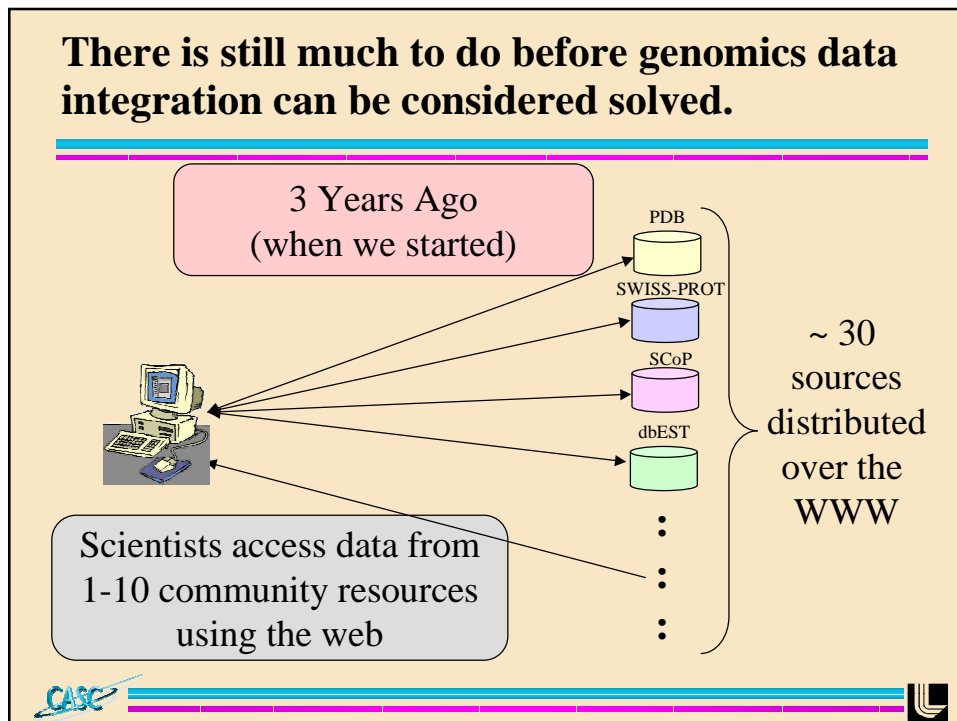 There is still much to do before genomics data
integration can be considered solved.
3 Years Ago
(when we started)
PDB
SWISS-PROT
SCoP
dbEST
:
:
:
~ 30
sources
distributed
over the
WWW
Scientists access data from
1-10 community resources
using the web
CASC